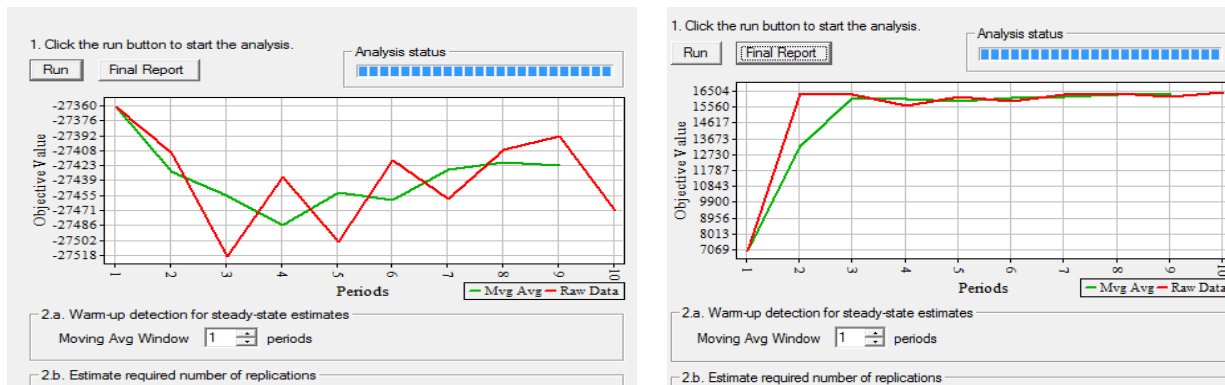 1. Click the run button to start the analysis.
Analysis status
Run
Final Report
-27360
-27376
-27392
-27408
-27423
-27439
-27455
-27471
-27486
-27502
-27518
Objective Value
1 2 3 4 5 6 7 8 9 10
Periods
Mvg Avg Raw Data
2.a. Warm-up detection for steady-state estimates
Moving Avg Window 1 periods
2.b. Estimate required number of replications
1. Click the run button to start the analysis.
Analysis status
Run
Final Report
16504
15560
14617
13673
12730
11787
10843
9900
8956
8013
7069
Objective Value
1 2 3 4 5 6 7 8 9 10
Periods
Mvg Avg Raw Data
2.a. Warm-up detection for steady-state estimates
Moving Avg Window 1 periods
2.b. Estimate required number of replications